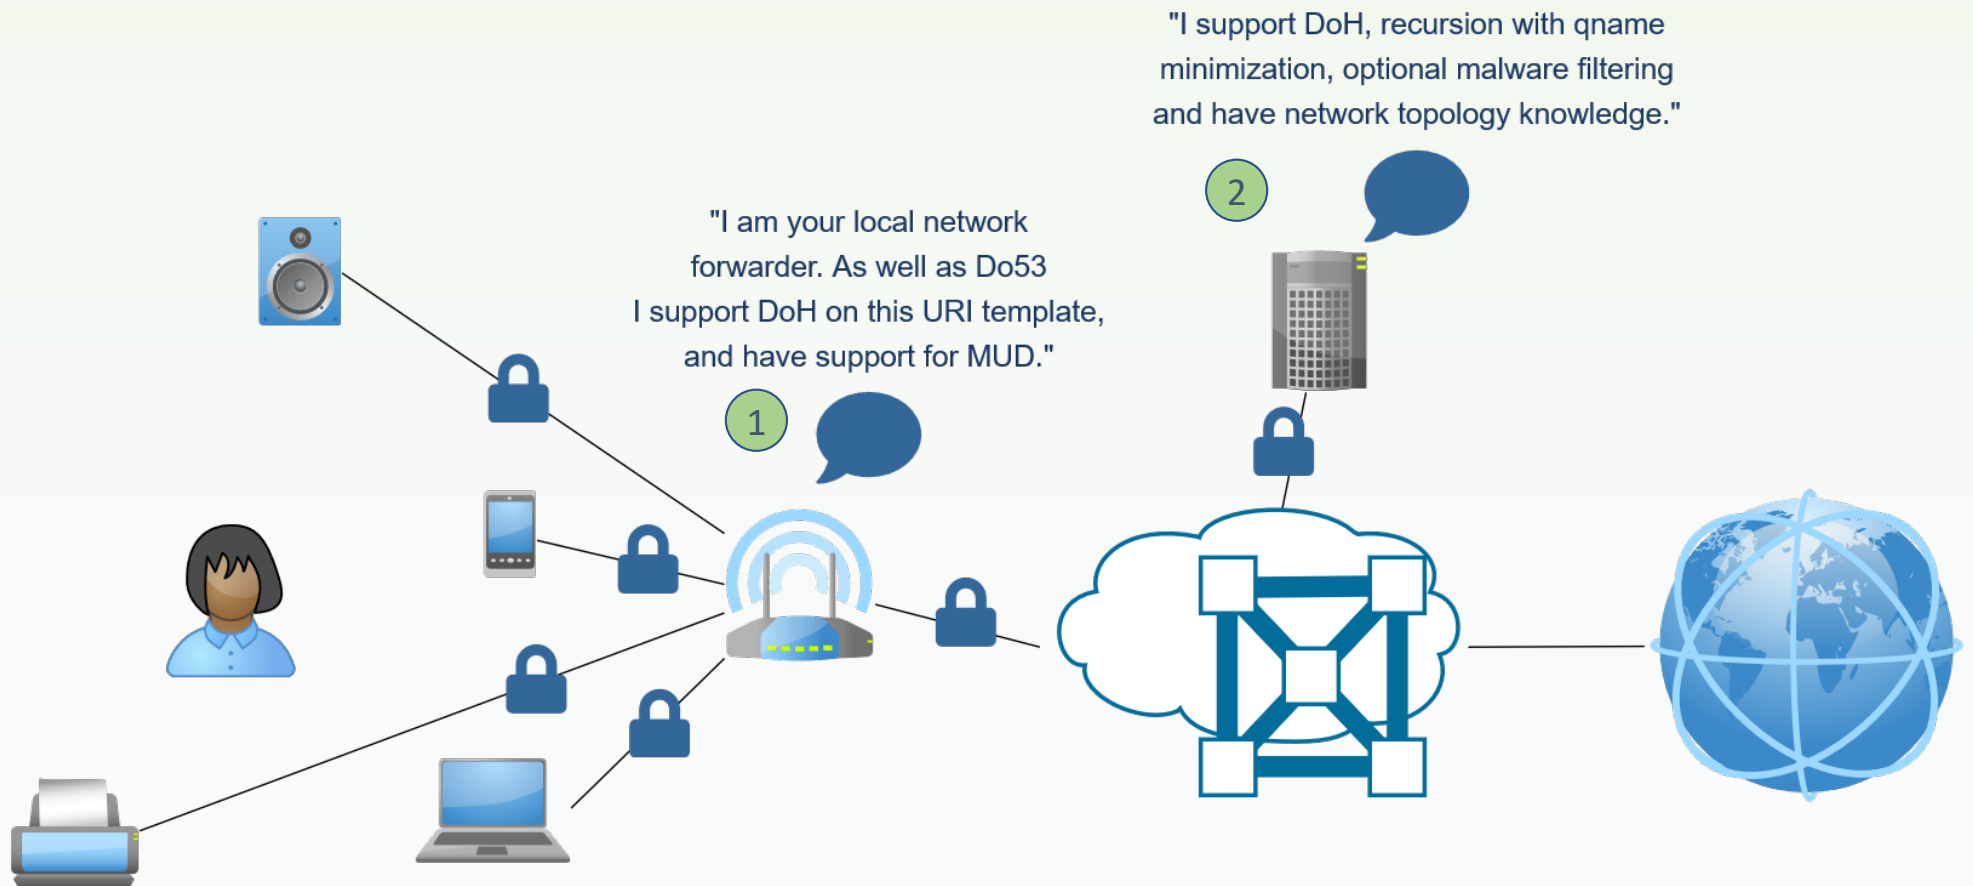 "I support DoH, recursion with qname
minimization, optional malware filtering
and have network topology knowledge."
2
"I am your local network
forwarder. As well as Do53
I support DoH on this URI template,
and have support for MUD."
1